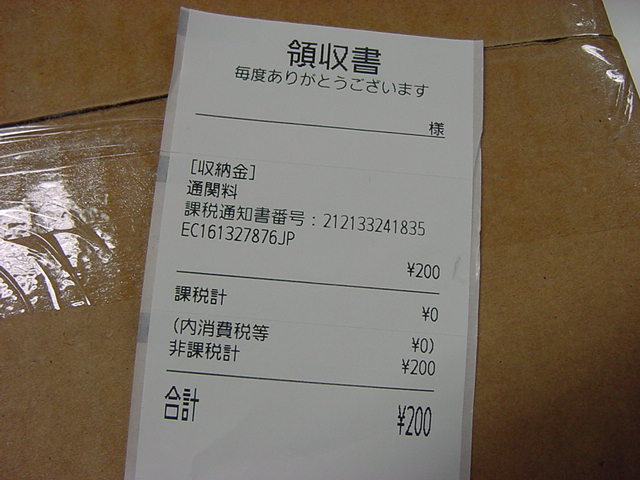 領収書
毎度ありがとうございます
様
[収納金]
通関料
課税通知書番号：212133241835
EC161327876JP
¥200
課税計 ¥0
(内消費税等 ¥0)
非課税計 ¥200
合計 ¥200